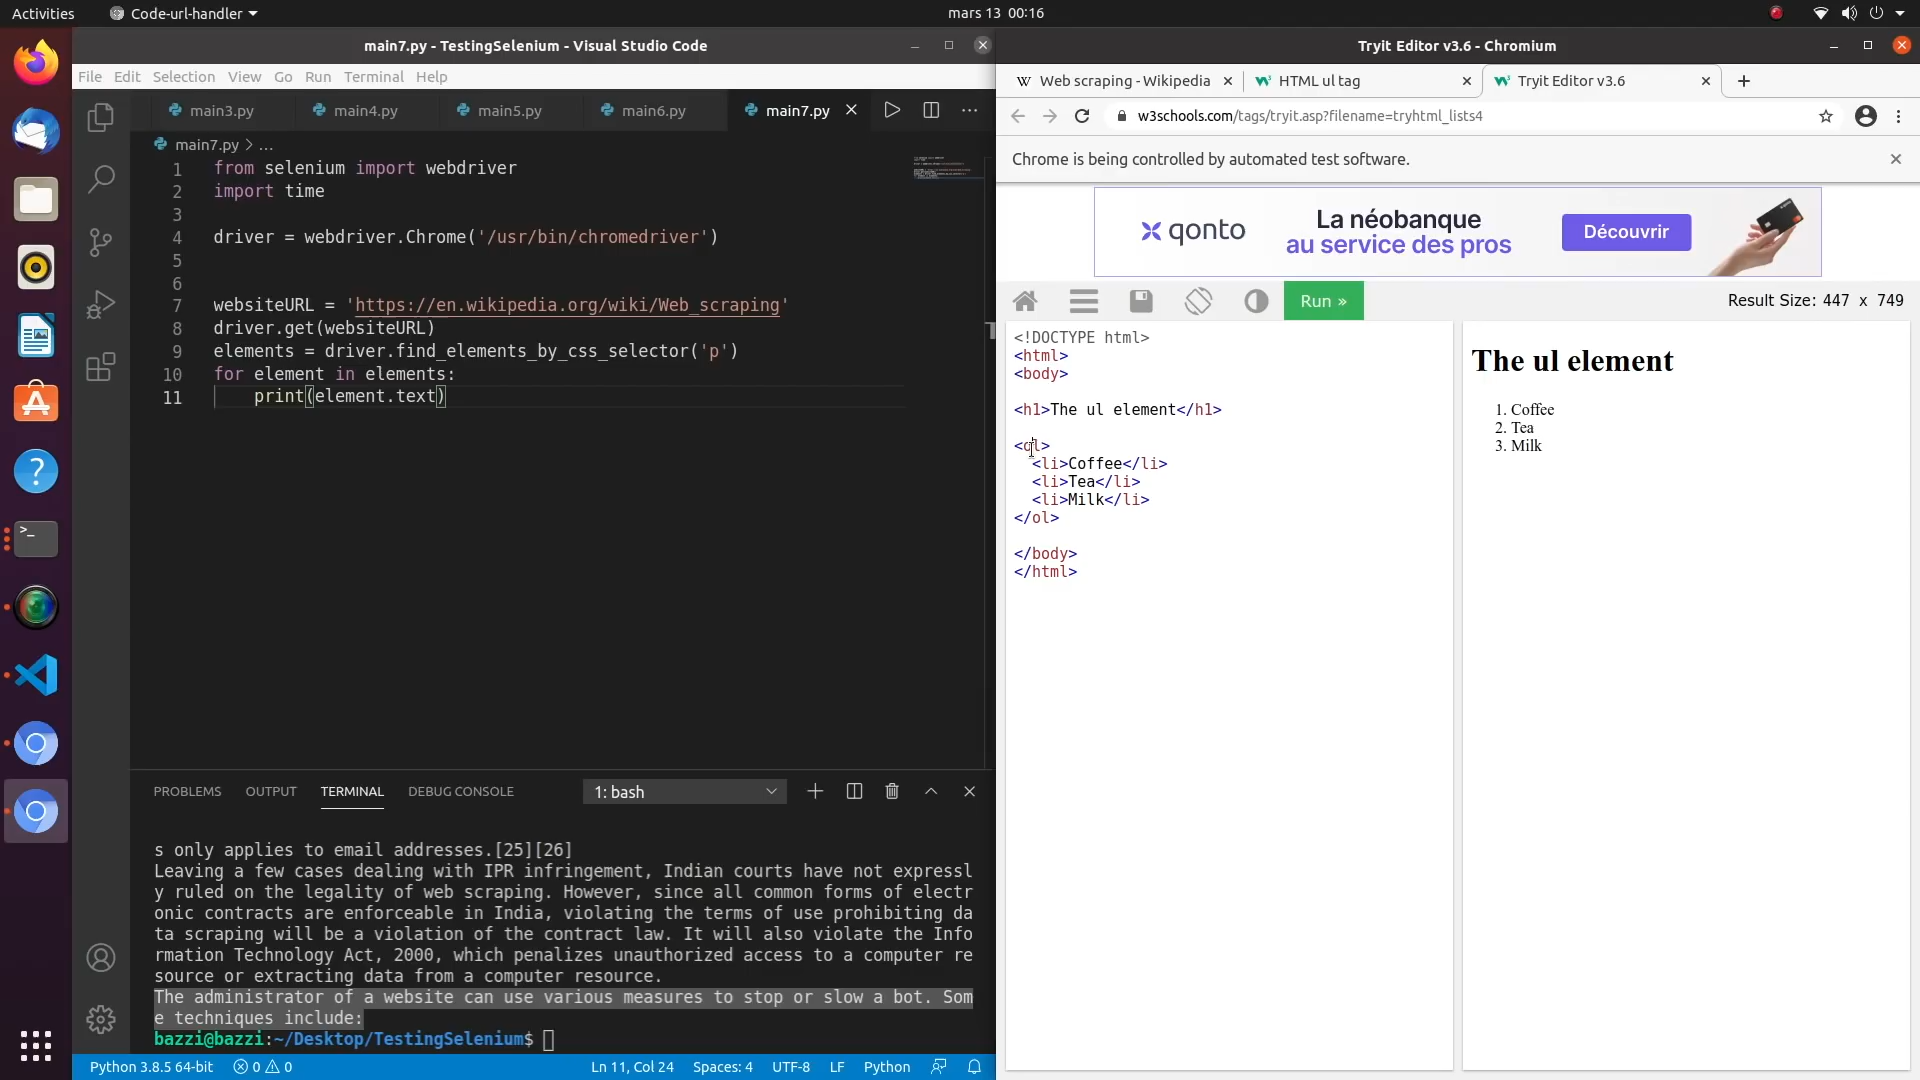 Activities
Code-url-handler
mars 13 00:16
main7.py - TestingSelenium - Visual Studio Code
File Edit Selection View Go Run Terminal Help
main3.py
main4.py
main5.py
main6.py
main7.py
main7.py > ...
1 from selenium import webdriver
2 import time
3
4 driver = webdriver.Chrome('/usr/bin/chromedriver')
5
6
7 websiteURL = 'https://en.wikipedia.org/wiki/Web_scraping'
8 driver.get(websiteURL)
9 elements = driver.find_elements_by_css_selector('p')
10 for element in elements:
11     print(element.text)
PROBLEMS OUTPUT TERMINAL DEBUG CONSOLE
1: bash
s only applies to email addresses.[25][26]
Leaving a few cases dealing with IPR infringement, Indian courts have not expressl
y ruled on the legality of web scraping. However, since all common forms of electr
onic contracts are enforceable in India, violating the terms of use prohibiting da
ta scraping will be a violation of the contract law. It will also violate the Info
rmation Technology Act, 2000, which penalizes unauthorized access to a computer re
source or extracting data from a computer resource.
The administrator of a website can use various measures to stop or slow a bot. Som
e techniques include:
bazzi@bazzi:~/Desktop/TestingSelenium$
Python 3.8.5 64-bit
0 0
Ln 11, Col 24
Spaces: 4
UTF-8
LF
Python
Tryit Editor v3.6 - Chromium
Web scraping - Wikipedia
HTML ul tag
Tryit Editor v3.6
w3schools.com/tags/tryit.asp?filename=tryhtml_lists4
Chrome is being controlled by automated test software.
qonto
La néobanque
au service des pros
Découvrir
Run »
Result Size: 447 x 749
<!DOCTYPE html>
<html>
<body>
<h1>The ul element</h1>
<ol>
<li>Coffee</li>
<li>Tea</li>
<li>Milk</li>
</ol>
</body>
</html>
The ul element
1. Coffee
2. Tea
3. Milk